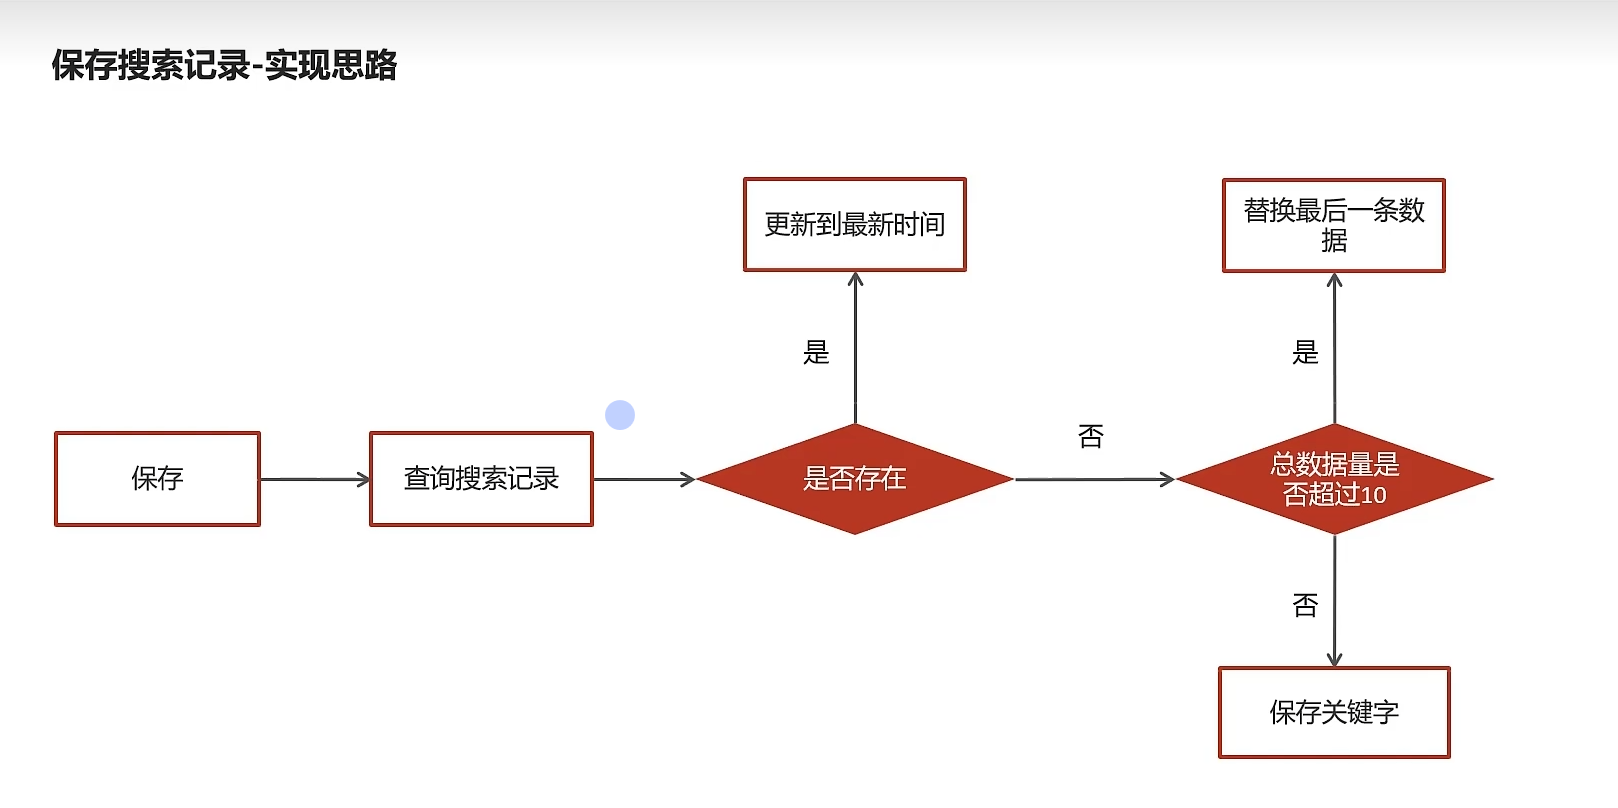 保存搜索记录-实现思路
更新到最新时间
替换最后一条数
据
是
是
否
保存
查询搜索记录
是否存在
总数据量是
否超过10
否
保存关键字